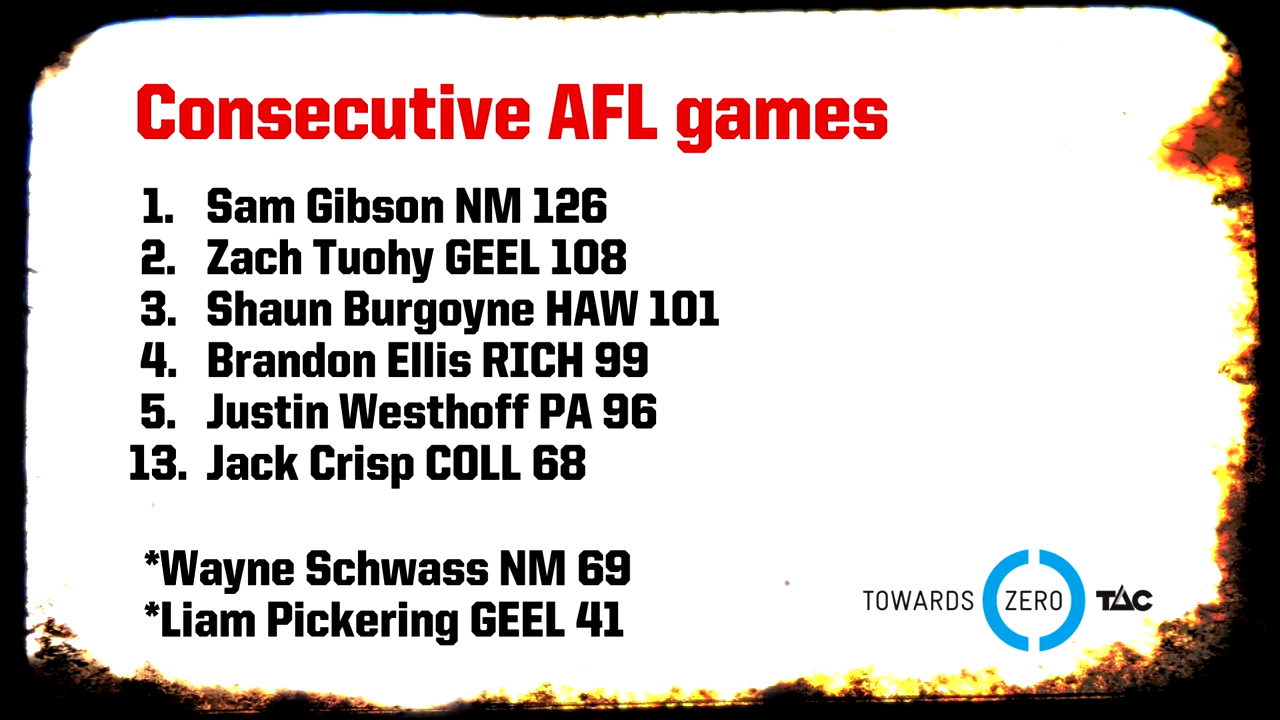 Consecutive AFL games
1. Sam Gibson NM 126
2. Zach Tuohy GEEL 108
3. Shaun Burgoyne HAW 101
4. Brandon Ellis RICH 99
5. Justin Westhoff PA 96
13. Jack Crisp COLL 68
*Wayne Schwass NM 69
*Liam Pickering GEEL 41
TOWARDS ZERO TAC